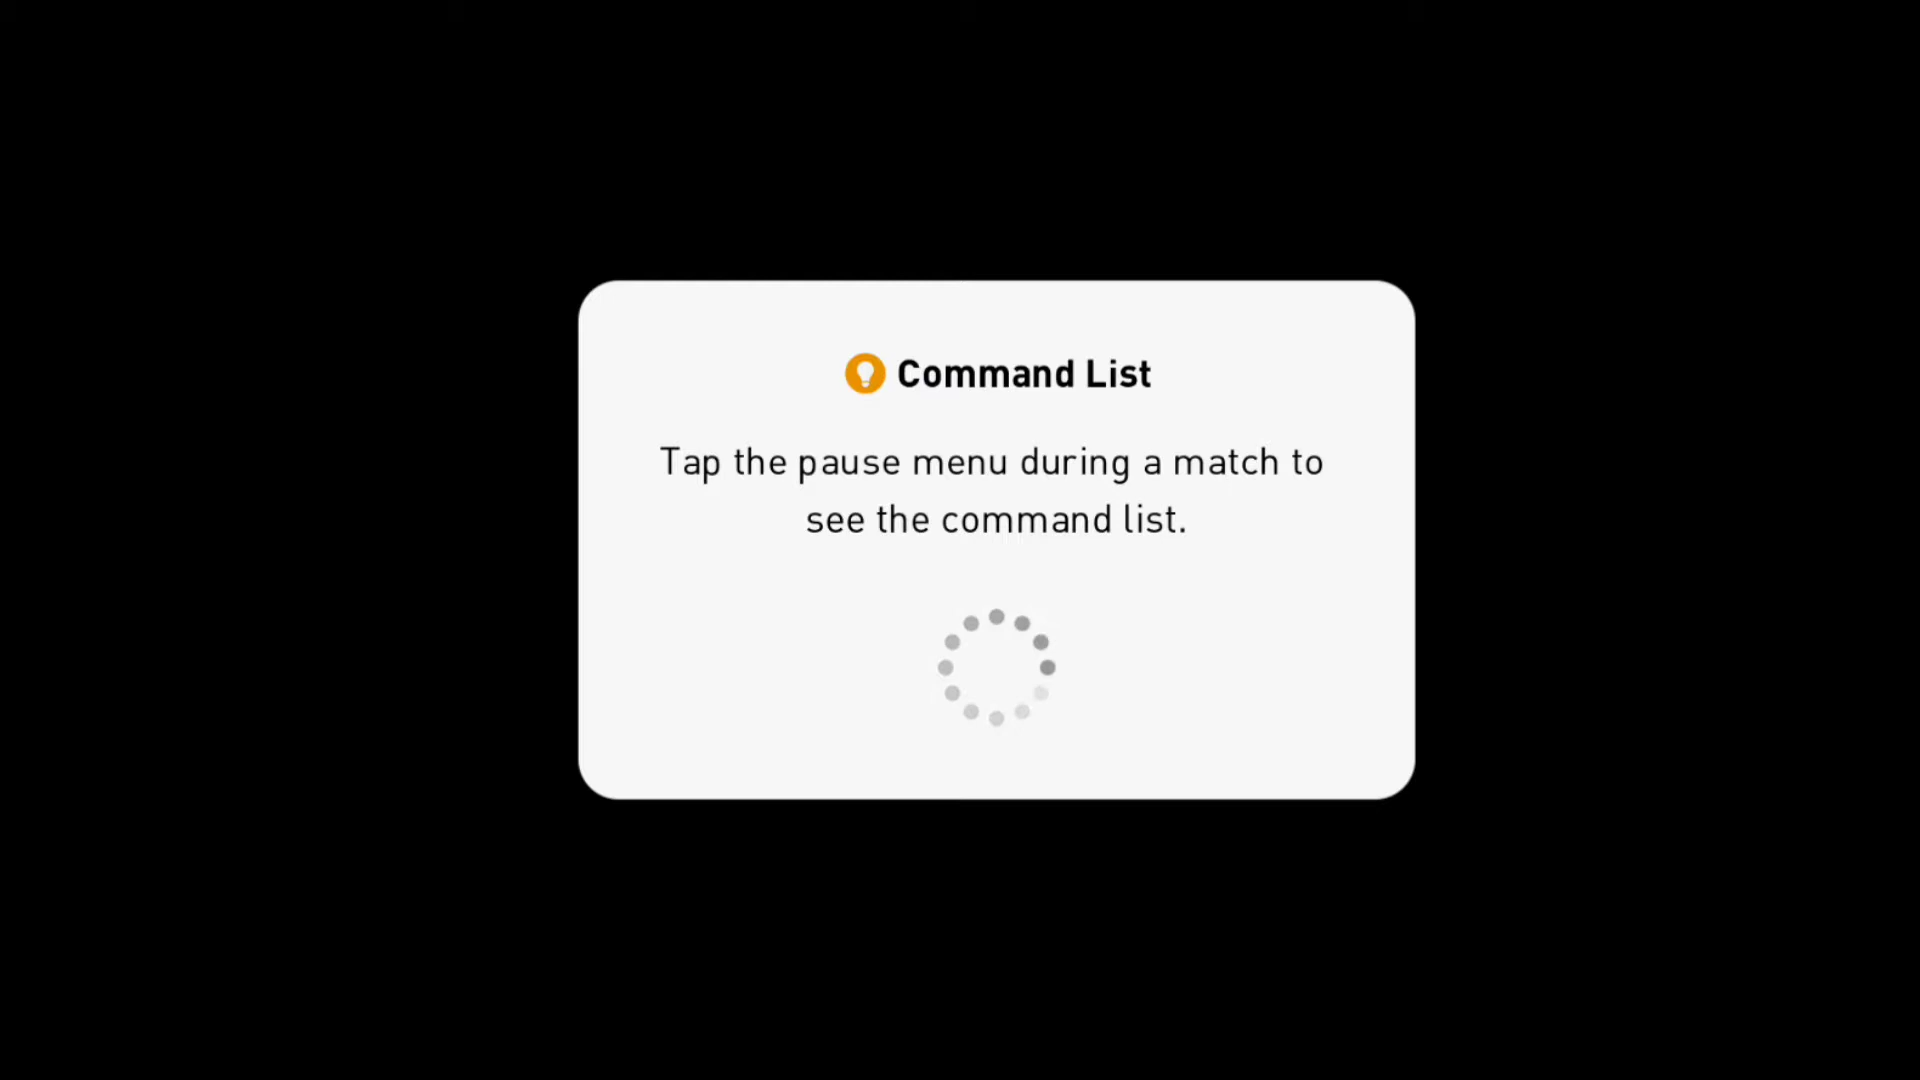 Command List
Tap the pause menu during a match to
see the command list.